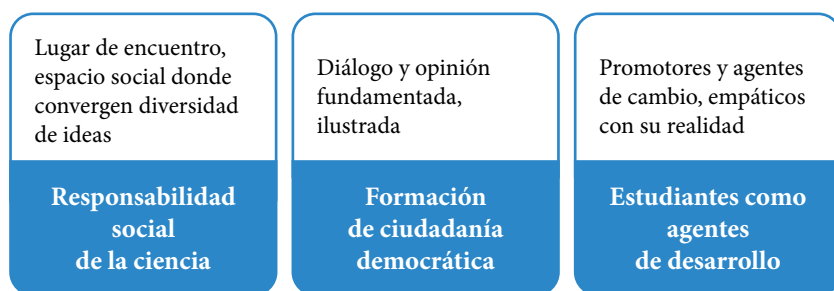 Lugar de encuentro,
espacio social donde
convergen diversidad
de ideas
Responsabilidad
social
de la ciencia
Diálogo y opinión
fundamentada,
ilustrada
Formación
de ciudadanía
democrática
Promotores y agentes
de cambio, empáticos
con su realidad
Estudiantes como
agentes
de desarrollo